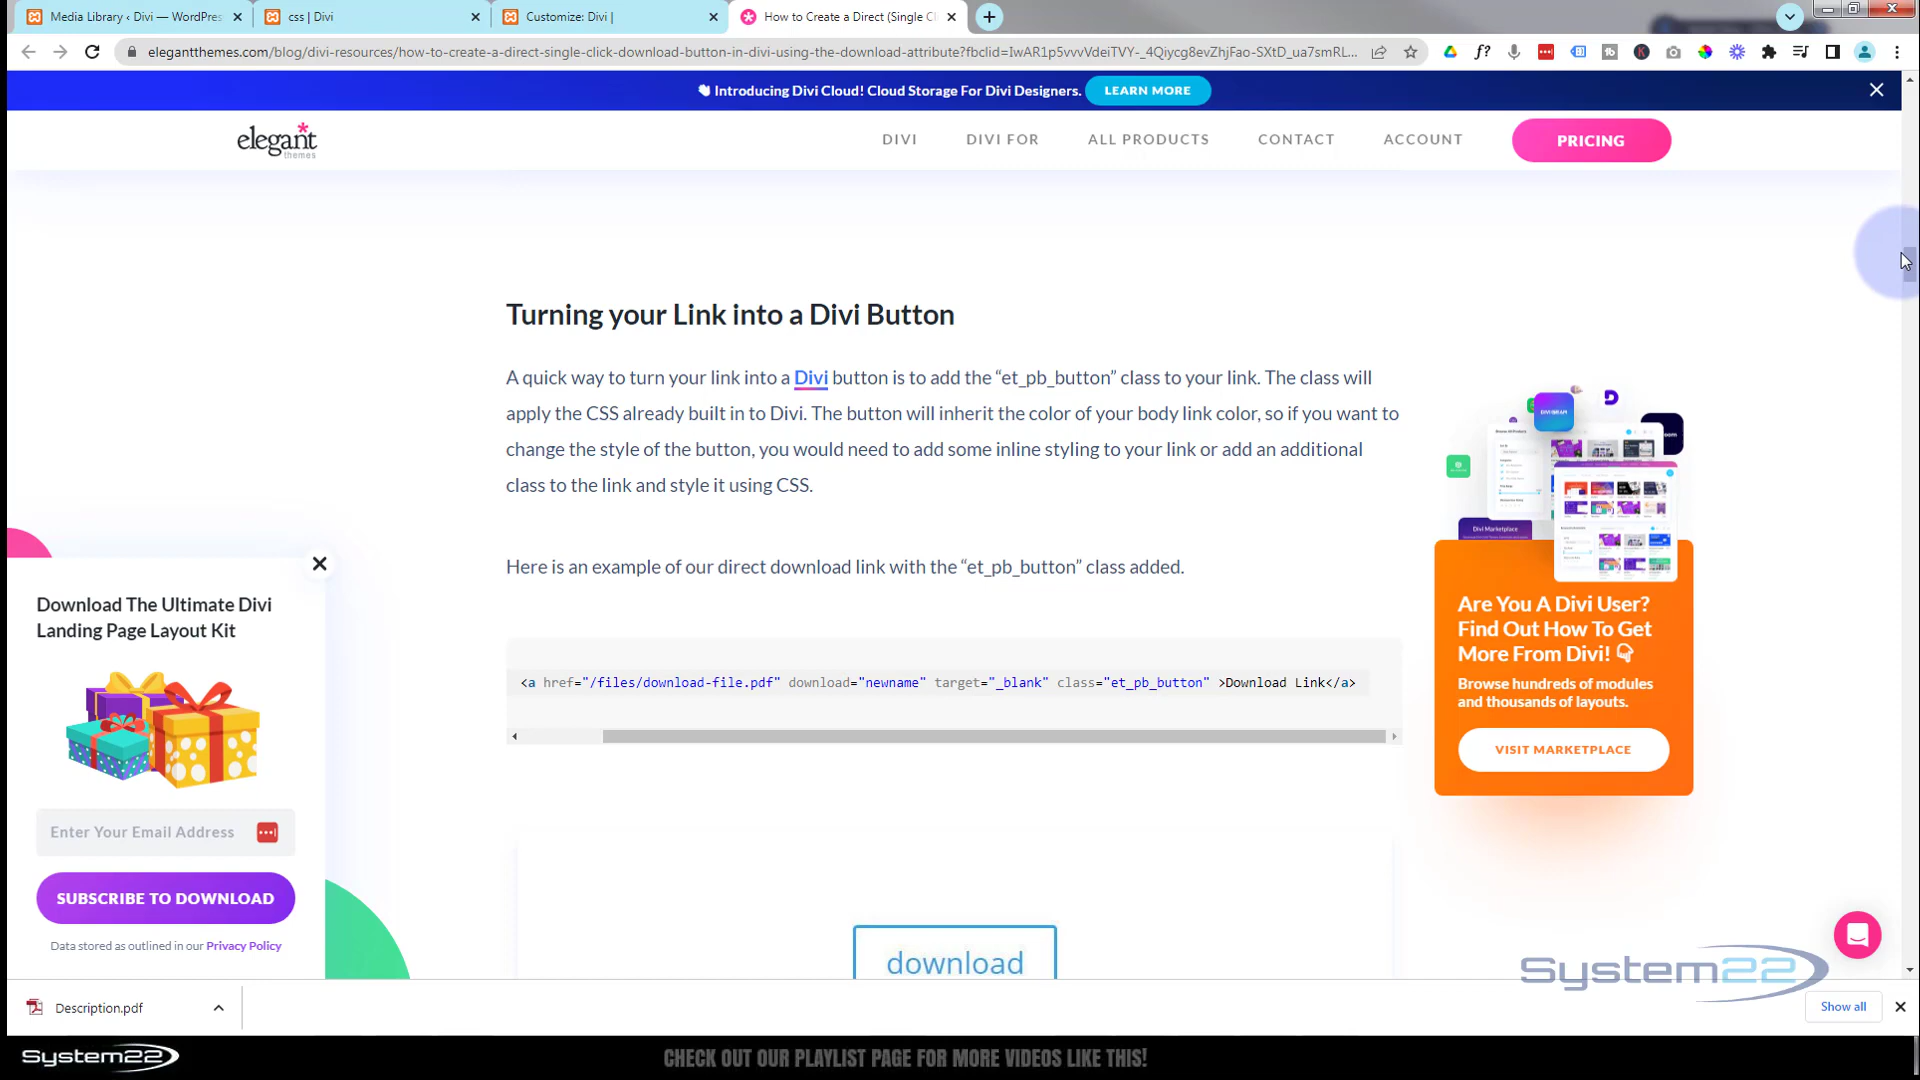 Media Library ‹ Divi — WordPres
css | Divi
Customize: Divi |
How to Create a Direct (Single Cl
elegantthemes.com/blog/divi-resources/how-to-create-a-direct-single-click-download-button-in-divi-using-the-download-attribute?fbclid=IwAR1p5vvvVdeiTVY-_4Qiycg8evZhjFao-SXtD_ua7smRL...
Introducing Divi Cloud! Cloud Storage For Divi Designers.
LEARN MORE
elegant
themes
DIVI
DIVI FOR
ALL PRODUCTS
CONTACT
ACCOUNT
PRICING
Turning your Link into a Divi Button
A quick way to turn your link into a Divi button is to add the “et_pb_button” class to your link. The class will
apply the CSS already built in to Divi. The button will inherit the color of your body link color, so if you want to
change the style of the button, you would need to add some inline styling to your link or add an additional
class to the link and style it using CSS.
Here is an example of our direct download link with the “et_pb_button” class added.
<a href="/files/download-file.pdf" download="newname" target="_blank" class="et_pb_button" >Download Link</a>
download
Divi Marketplace
Are You A Divi User?
Find Out How To Get
More From Divi!
Browse hundreds of modules
and thousands of layouts.
VISIT MARKETPLACE
Download The Ultimate Divi
Landing Page Layout Kit
Enter Your Email Address
SUBSCRIBE TO DOWNLOAD
Data stored as outlined in our Privacy Policy
System22
Description.pdf
Show all
System22
CHECK OUT OUR PLAYLIST PAGE FOR MORE VIDEOS LIKE THIS!